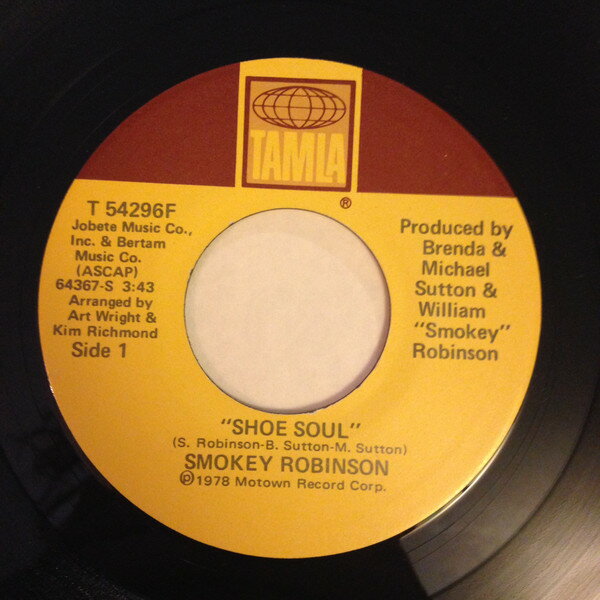 TAMLA
®
T 54296F
Jobete Music Co.,
Inc. & Bertam
Music Co.
(ASCAP)
64367-S 3:43
Arranged by
Art Wright &
Kim Richmond
Side 1
Produced by
Brenda &
Michael
Sutton &
William
"Smokey"
Robinson
"SHOE SOUL"
(S. Robinson-B. Sutton-M. Sutton)
SMOKEY ROBINSON
℗1978 Motown Record Corp.